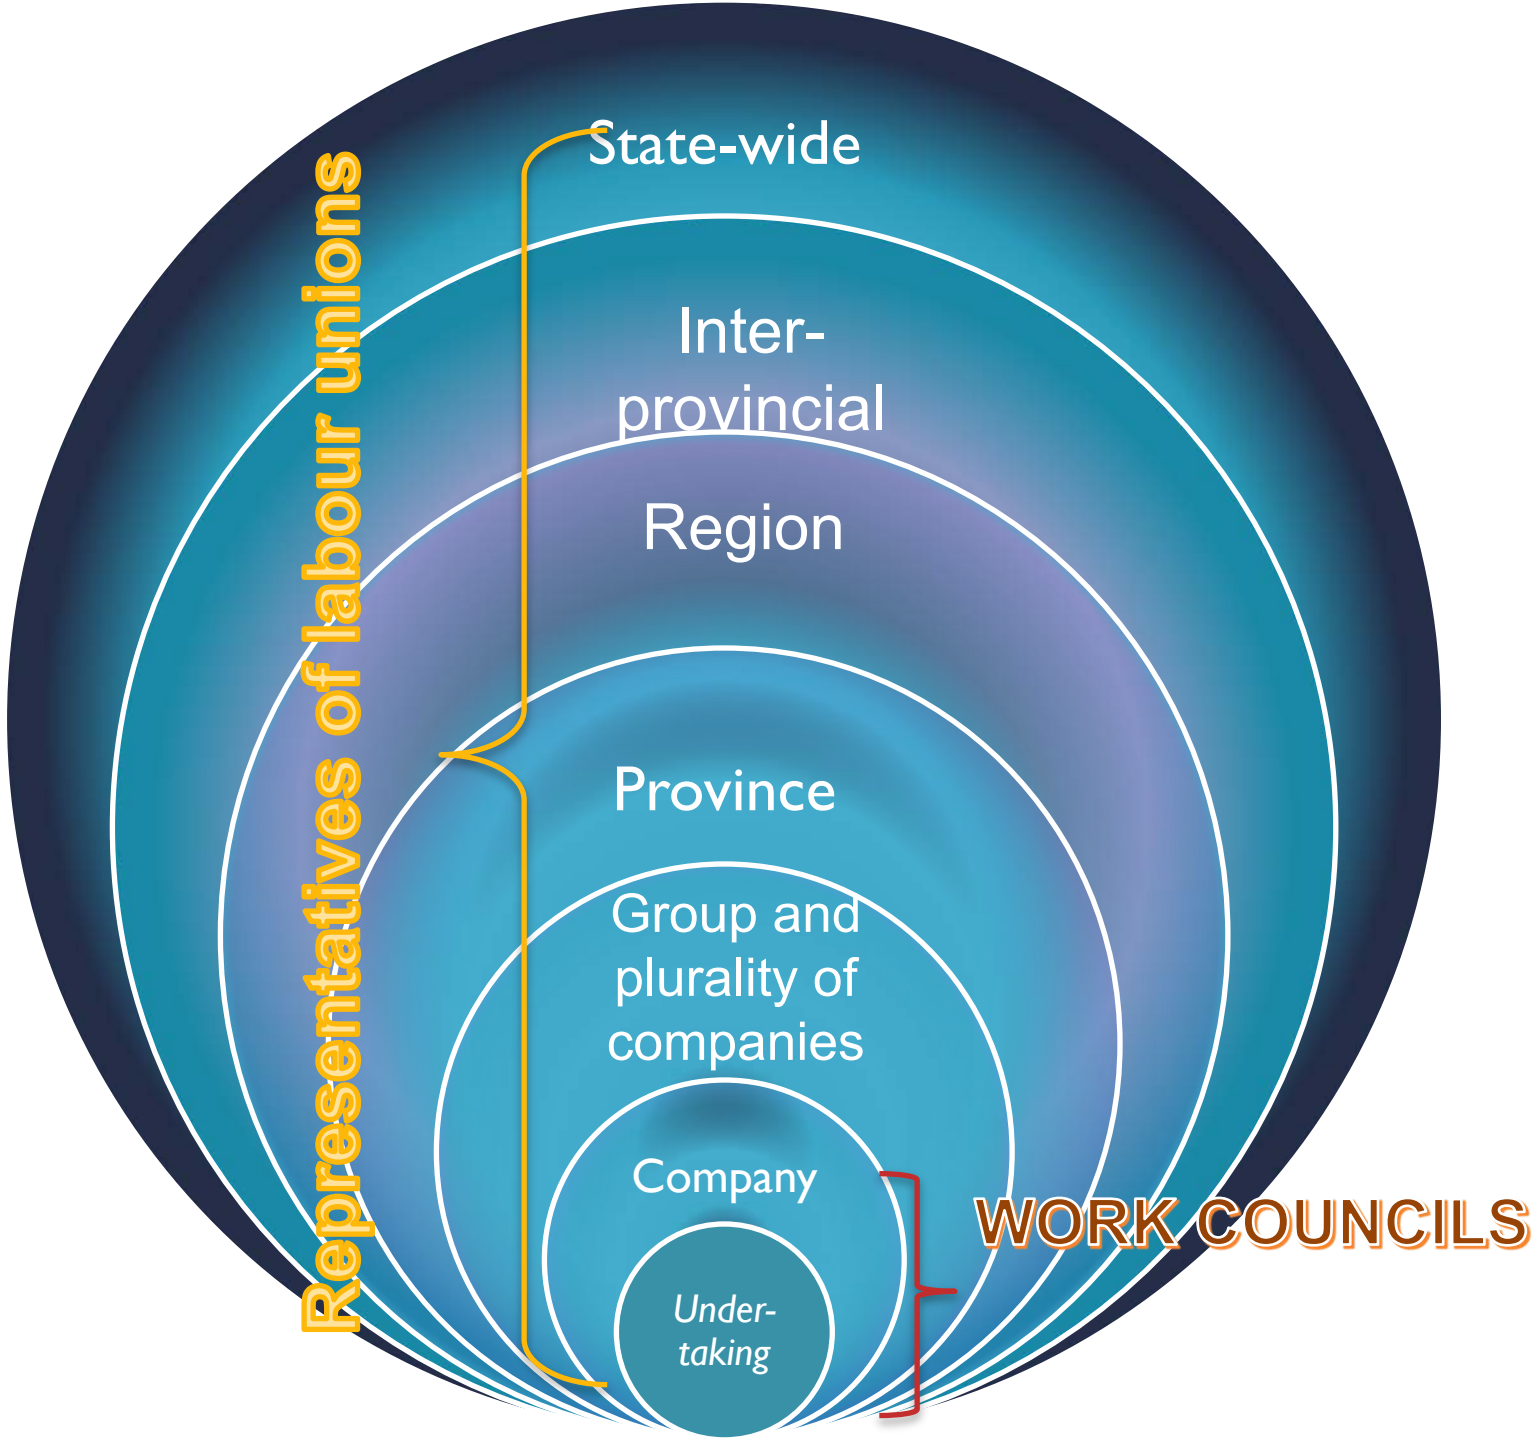 State-wide
Inter-
provincial
Region
Province
Group and
plurality of
companies
Company
Under-
taking
Representatives of labour unions
WORK COUNCILS